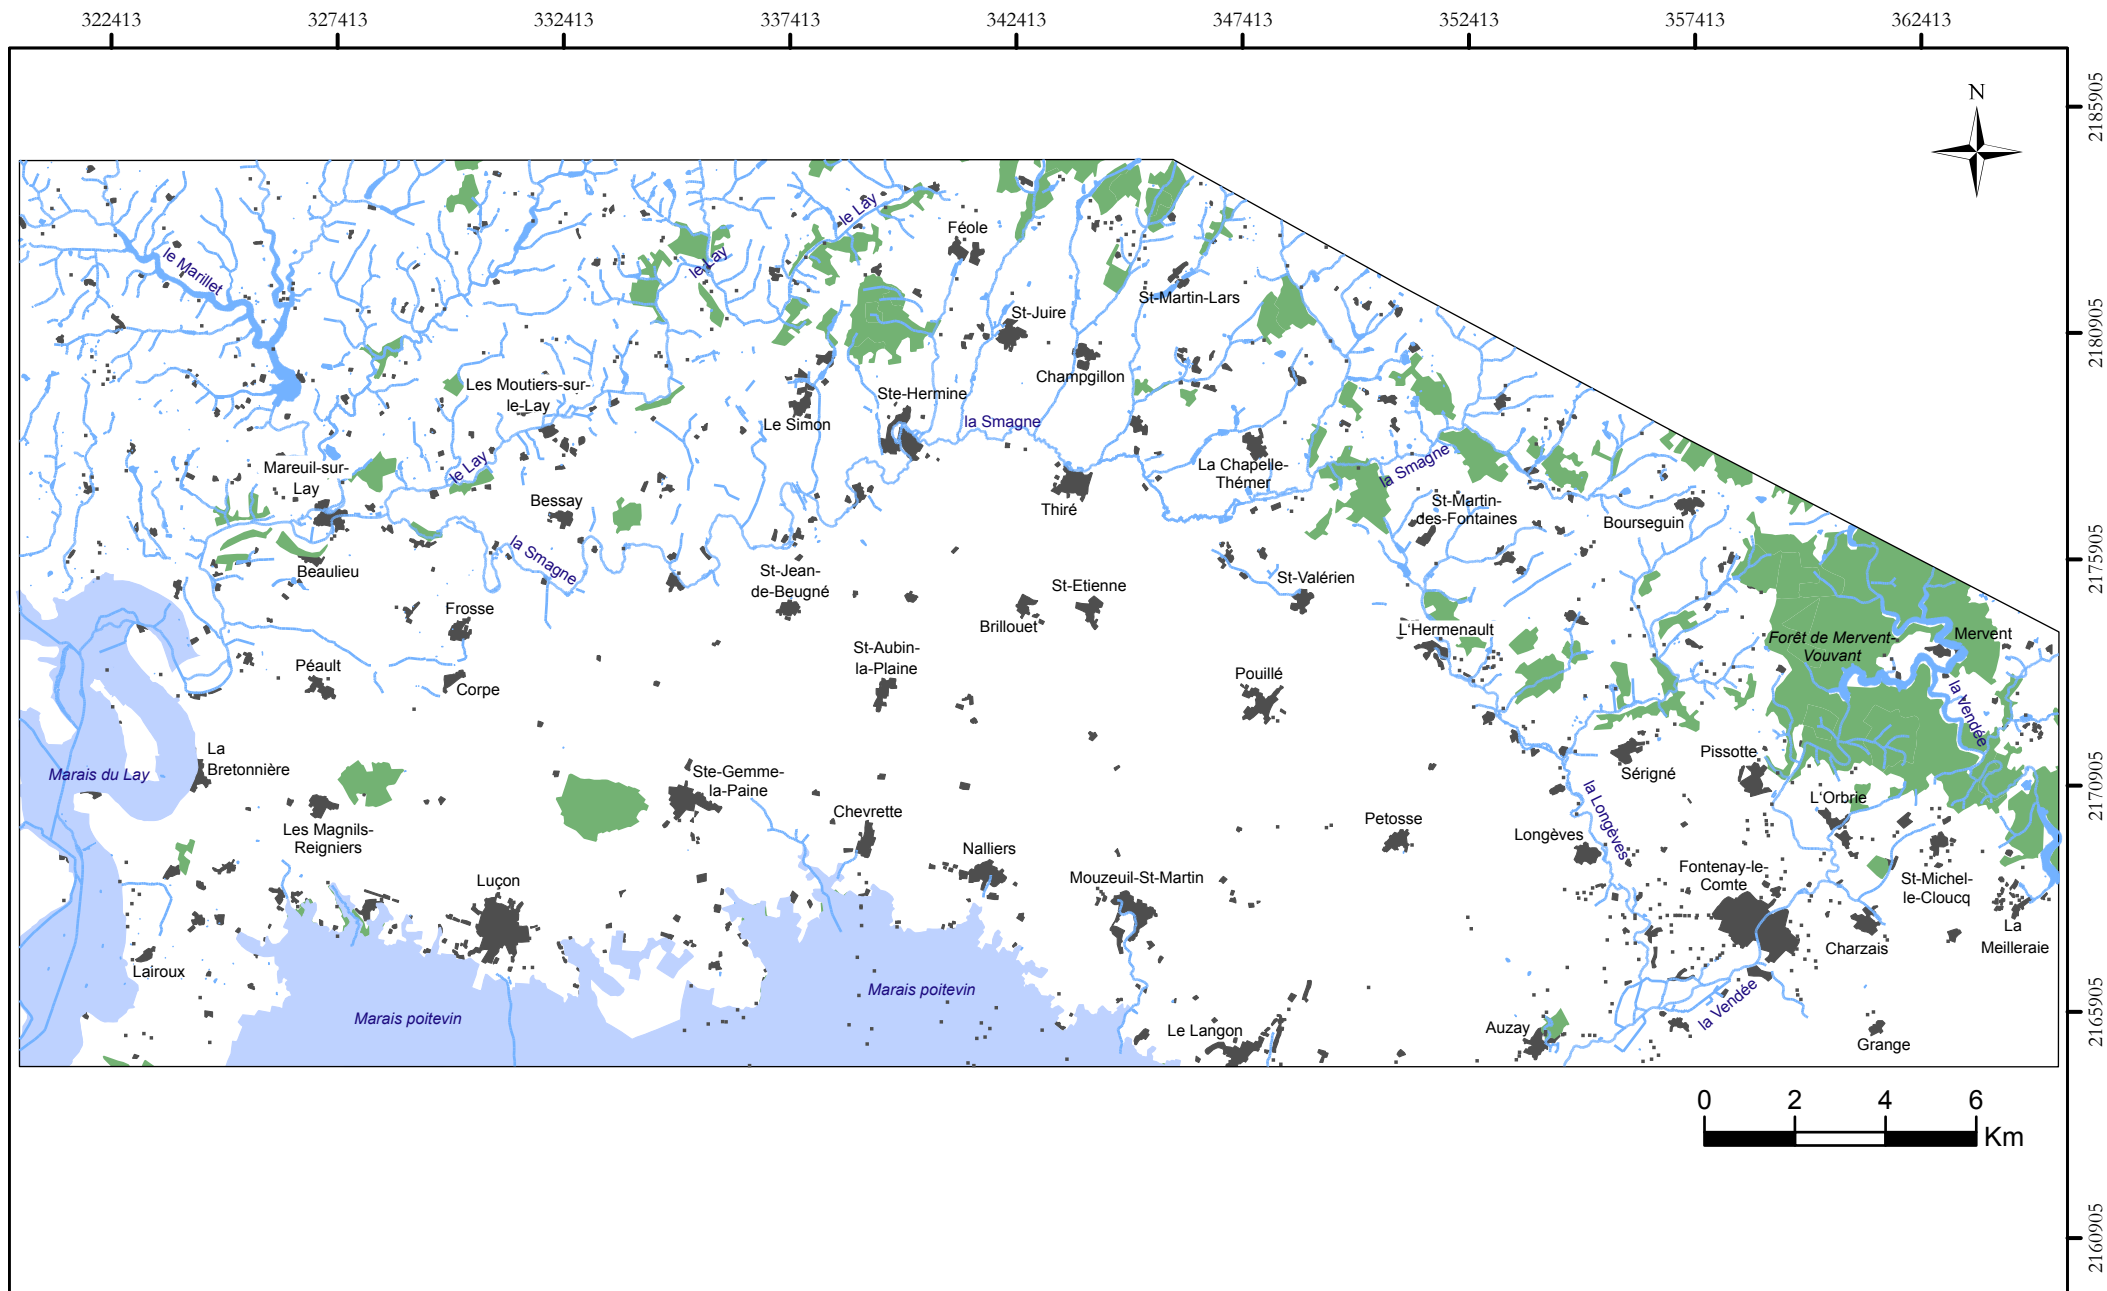 322413 327413 332413 337413 342413 347413 352413 357413 362413
2185905
N
le Lay
Féole
le Marillet
le Lay
St-Martin-Lars
St-Juire
2180905
Champgillon
Les Moutiers-sur-
le-Lay
Ste-Hermine
Le Simon
la Smagne
Mareuil-sur-
Lay
le Lay
La Chapelle-
Thémer
la Smagne
Bessay
Thiré
St-Martin-
des-Fontaines
Bourseguin
la Smagne
Beaulieu
St-Jean-
de-Beugné
St-Etienne
St-Valérien
2175905
Frosse
Brillouet
L'Hermenault
Forêt de Mervent-
Vouvant
Mervent
St-Aubin-
la-Plaine
Péault
Corpe
Pouillé
la Vendée
La
Bretonnière
Marais du Lay
Ste-Gemme-
la-Paine
Sérigné
Pissotte
2170905
L'Orbrie
Les Magnils-
Reigniers
Chevrette
Petosse
Longèves
la Longèves
Nalliers
Luçon
Mouzeuil-St-Martin
Fontenay-le-
Comte
St-Michel-
le-Cloucq
La
Meilleraie
Charzais
Lairoux
Marais poitevin
Marais poitevin
la Vendée
Le Langon
Auzay
Grange
2165905
0 2 4 6
Km
2160905